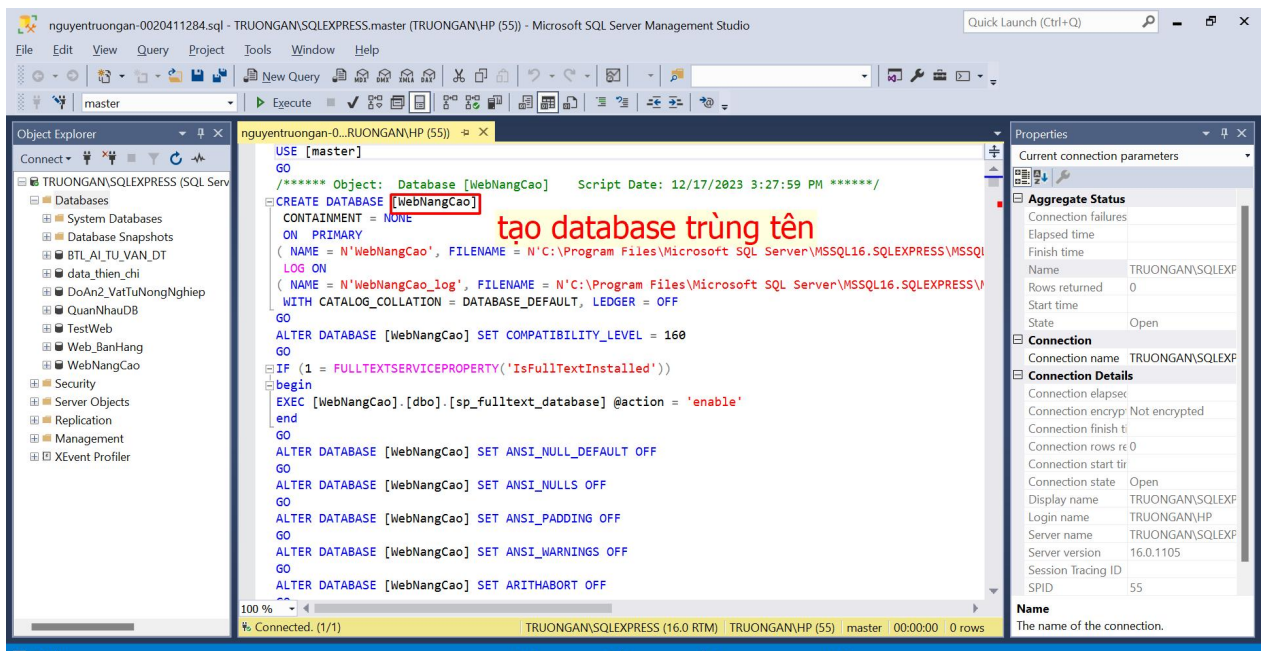 nguyentruongan-0020411284.sql - TRUONGAN\SQLEXPRESS.master (TRUONGAN\HP (55)) - Microsoft SQL Server Management Studio
Quick Launch (Ctrl+Q)
File Edit View Query Project Tools Window Help
New Query
master
Execute
Object Explorer
Connect
TRUONGAN\SQLEXPRESS (SQL Serv
Databases
System Databases
Database Snapshots
BTL_AI_TU_VAN_DT
data_thien_chi
DoAn2_VatTuNongNghiep
QuanNhauDB
TestWeb
Web_BanHang
WebNangCao
Security
Server Objects
Replication
Management
XEvent Profiler
nguyentruongan-0...RUONGAN\HP (55))
USE [master]
GO
/****** Object:  Database [WebNangCao]    Script Date: 12/17/2023 3:27:59 PM ******/
CREATE DATABASE [WebNangCao]
CONTAINMENT = NONE
tạo database trùng tên
ON  PRIMARY
( NAME = N'WebNangCao', FILENAME = N'C:\Program Files\Microsoft SQL Server\MSSQL16.SQLEXPRESS\MSSQL
LOG ON
( NAME = N'WebNangCao_log', FILENAME = N'C:\Program Files\Microsoft SQL Server\MSSQL16.SQLEXPRESS\M
WITH CATALOG_COLLATION = DATABASE_DEFAULT, LEDGER = OFF
GO
ALTER DATABASE [WebNangCao] SET COMPATIBILITY_LEVEL = 160
GO
IF (1 = FULLTEXTSERVICEPROPERTY('IsFullTextInstalled'))
begin
EXEC [WebNangCao].[dbo].[sp_fulltext_database] @action = 'enable'
end
GO
ALTER DATABASE [WebNangCao] SET ANSI_NULL_DEFAULT OFF
GO
ALTER DATABASE [WebNangCao] SET ANSI_NULLS OFF
GO
ALTER DATABASE [WebNangCao] SET ANSI_PADDING OFF
GO
ALTER DATABASE [WebNangCao] SET ANSI_WARNINGS OFF
GO
ALTER DATABASE [WebNangCao] SET ARITHABORT OFF
100 %
Connected. (1/1)
TRUONGAN\SQLEXPRESS (16.0 RTM) TRUONGAN\HP (55) master 00:00:00 0 rows
Properties
Current connection parameters
Aggregate Status
Connection failures
Elapsed time
Finish time
Name TRUONGAN\SQLEXP
Rows returned 0
Start time
State Open
Connection
Connection name TRUONGAN\SQLEXP
Connection Details
Connection elapsed
Connection encryp Not encrypted
Connection finish ti
Connection rows re 0
Connection start tir
Connection state Open
Display name TRUONGAN\SQLEXP
Login name TRUONGAN\HP
Server name TRUONGAN\SQLEXP
Server version 16.0.1105
Session Tracing ID
SPID 55
Name
The name of the connection.